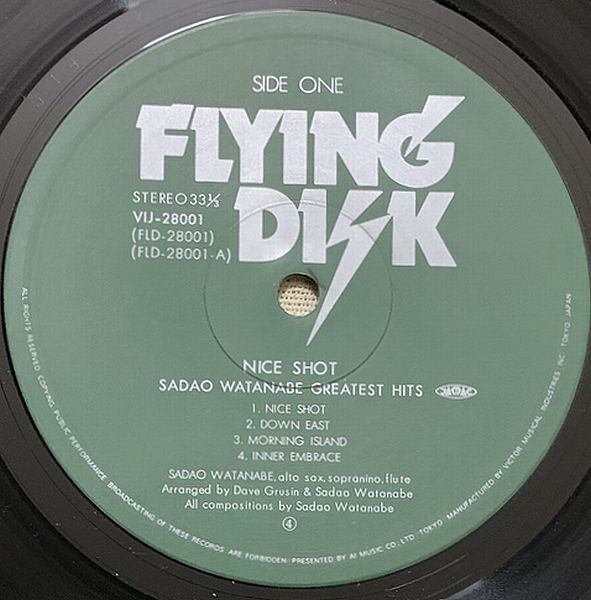 SIDE ONE
FLYING
DISK
STEREO 33⅓
VIJ-28001
(FLD-28001)
(FLD-28001-A)
NICE SHOT
SADAO WATANABE GREATEST HITS
1. NICE SHOT
2. DOWN EAST
3. MORNING ISLAND
4. INNER EMBRACE
SADAO WATANABE, alto sax, sopranino, flute
Arranged by Dave Grusin & Sadao Watanabe
All compositions by Sadao Watanabe
④
ALL RIGHTS RESERVED COPYING, PUBLIC PERFORMANCE, BROADCASTING OF THESE RECORDS ARE FORBIDDEN · PRESENTED BY AI MUSIC CO., LTD., TOKYO · MANUFACTURED BY VICTOR MUSICAL INDUSTRIES INC. TOKYO, JAPAN